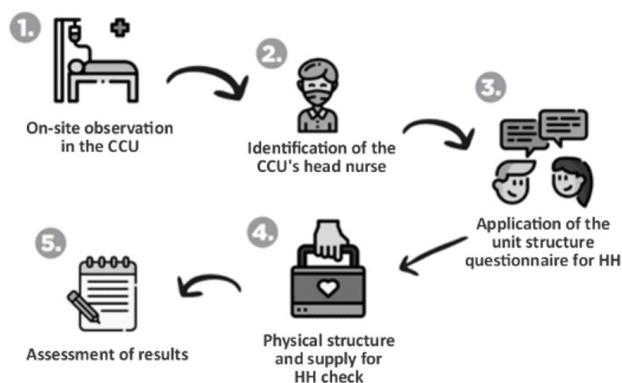 1.
On-site observation
in the CCU
2.
Identification of the
CCU's head nurse
3.
Application of the
unit structure
questionnaire for HH
4.
Physical structure
and supply for
HH check
5.
Assessment of results